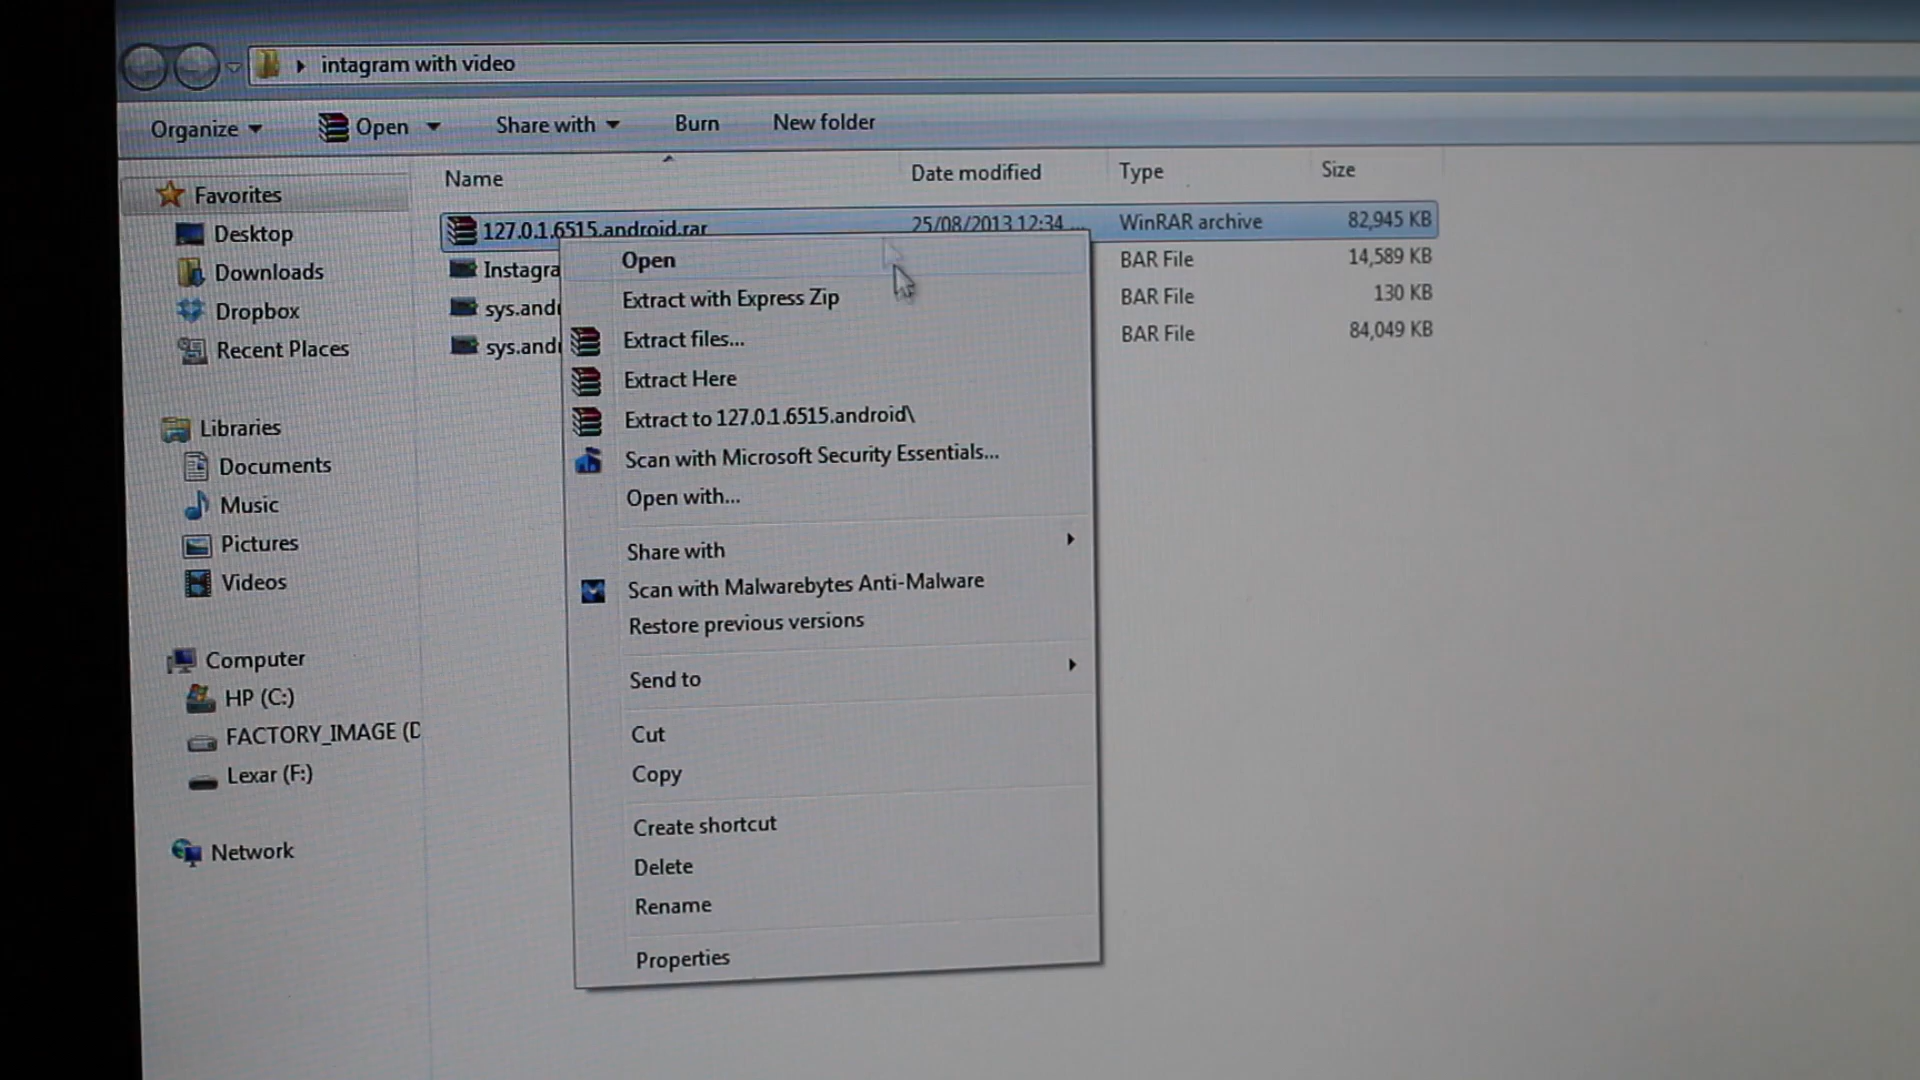 intagram with video
Organize Open Share with Burn New folder
Name Date modified Type Size
Favorites
Desktop
Downloads
Dropbox
Recent Places
Libraries
Documents
Music
Pictures
Videos
Computer
HP (C:)
FACTORY_IMAGE (D
Lexar (F:)
Network
127.0.1.6515.android.rar 25/08/2013 12:34 ... WinRAR archive 82,945 KB
Instagra BAR File 14,589 KB
sys.andr BAR File 130 KB
sys.andr BAR File 84,049 KB
Open
Extract with Express Zip
Extract files...
Extract Here
Extract to 127.0.1.6515.android\
Scan with Microsoft Security Essentials...
Open with...
Share with
Scan with Malwarebytes Anti-Malware
Restore previous versions
Send to
Cut
Copy
Create shortcut
Delete
Rename
Properties